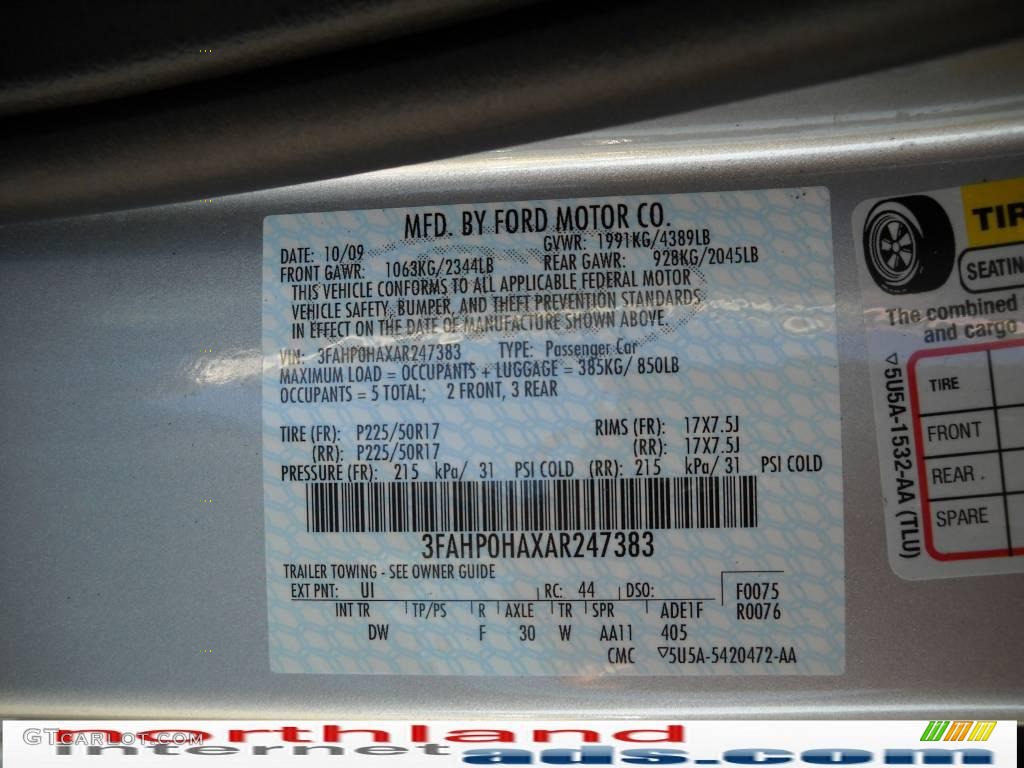 MFD. BY FORD MOTOR CO.
DATE: 10/09 GVWR: 1991KG/4389LB
FRONT GAWR: 1063KG/2344LB REAR GAWR: 928KG/2045LB
THIS VEHICLE CONFORMS TO ALL APPLICABLE FEDERAL MOTOR
VEHICLE SAFETY, BUMPER, AND THEFT PREVENTION STANDARDS
IN EFFECT ON THE DATE OF MANUFACTURE SHOWN ABOVE.
VIN: 3FAHP0HAXAR247383 TYPE: Passenger Car
MAXIMUM LOAD = OCCUPANTS + LUGGAGE = 385KG/ 850LB
OCCUPANTS = 5 TOTAL; 2 FRONT, 3 REAR
TIRE (FR): P225/50R17 RIMS (FR): 17X7.5J
(RR): P225/50R17 (RR): 17X7.5J
PRESSURE (FR): 215 kPa/ 31 PSI COLD (RR): 215 kPa/ 31 PSI COLD
3FAHP0HAXAR247383
TRAILER TOWING - SEE OWNER GUIDE
EXT PNT: UI RC: 44 DSO: F0075
INT TR TP/PS R AXLE TR SPR ADE1F R0076
DW F 30 W AA11 405
CMC ▽5U5A-5420472-AA
TIR
SEATIN
The combined
and cargo
TIRE
FRONT
REAR
SPARE
▽5U5A-1532-AA (TLU)
GTcarlot.com
northland
internet ads.com